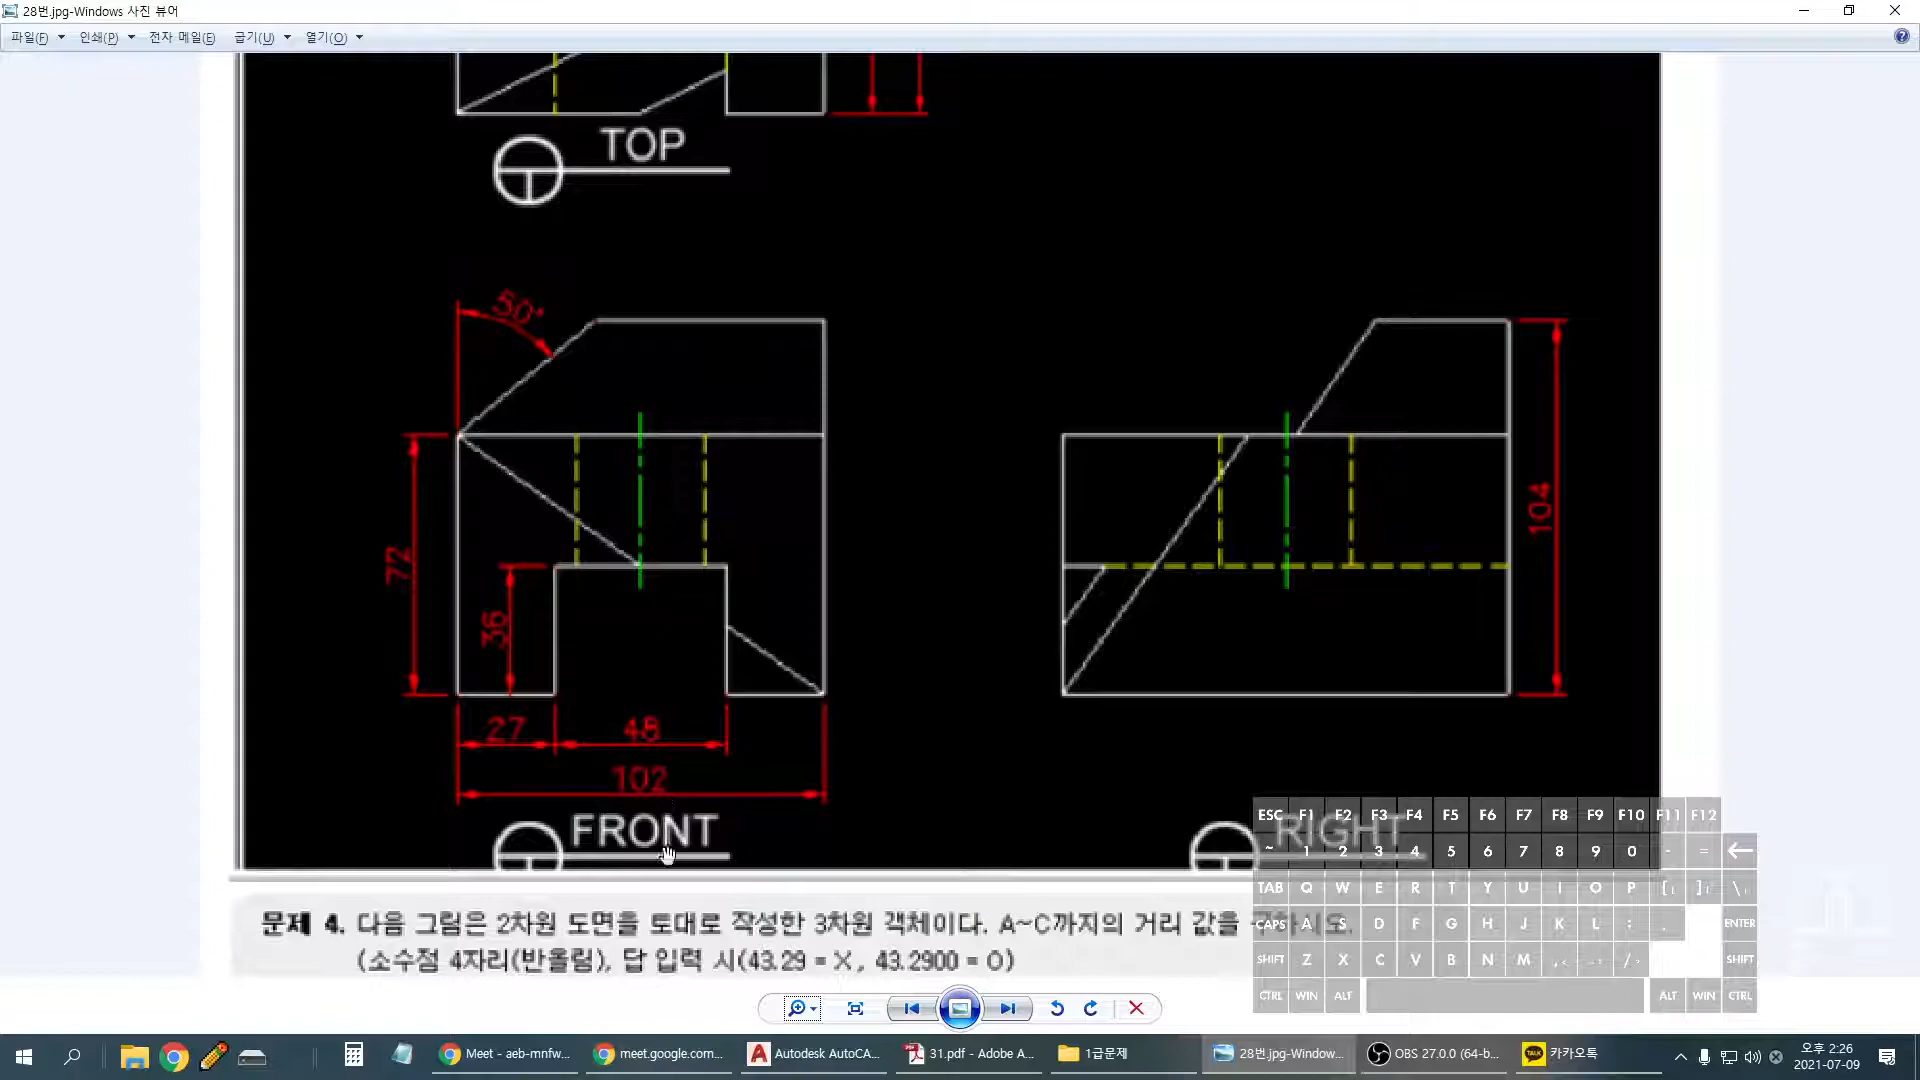 28번.jpg-Windows 사진 뷰어
파일(F) 인쇄(P) 전자 메일(E) 굽기(U) 열기(O)
TOP
50°
72
36
27
48
102
104
FRONT
RIGHT
문제 4. 다음 그림은 2차원 도면을 토대로 작성한 3차원 객체이다. A~C까지의 거리 값을 구하시오.
(소수점 4자리(반올림), 답 입력 시(43.29 = X, 43.2900 = O)
ESC F1 F2 F3 F4 F5 F6 F7 F8 F9 F10 F11 F12
~ 1 2 3 4 5 6 7 8 9 0 - =
TAB Q W E R T Y U I O P [ ] \
CAPS A S D F G H J K L : ENTER
SHIFT Z X C V B N M SHIFT
CTRL WIN ALT ALT WIN CTRL
Meet - aeb-mnfw... meet.google.com... Autodesk AutoCA... 31.pdf - Adobe A... 1급문제 28번.jpg-Window... OBS 27.0.0 (64-b... 카카오톡
오후 2:26
2021-07-09